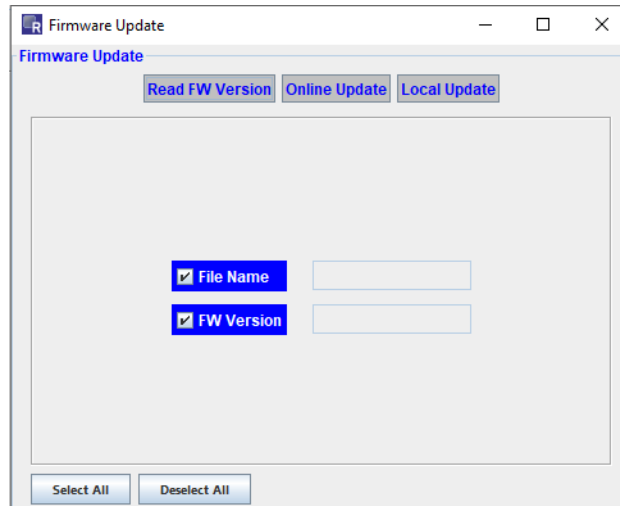 Firmware Update
Firmware Update
Read FW Version Online Update Local Update
File Name
FW Version
Select All Deselect All